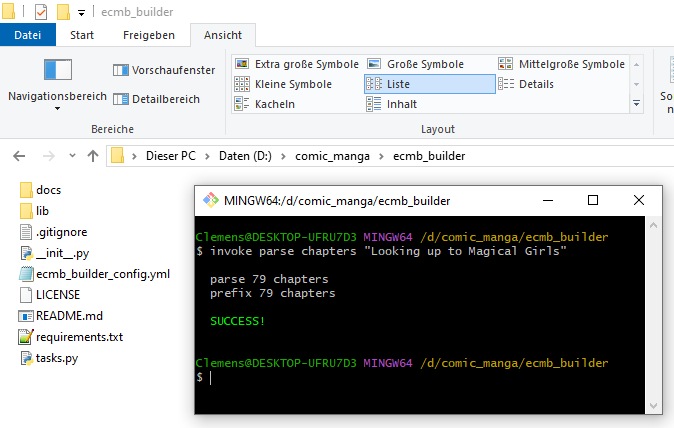 ecmb_builder
Datei Start Freigeben Ansicht
Navigationsbereich
Vorschaufenster
Detailbereich
Bereiche
Extra große Symbole Große Symbole Mittelgroße Symbole
Kleine Symbole Liste Details
Kacheln Inhalt
Layout
So
n
Dieser PC > Daten (D:) > comic_manga > ecmb_builder
docs
lib
.gitignore
__init__.py
ecmb_builder_config.yml
LICENSE
README.md
requirements.txt
tasks.py
MINGW64:/d/comic_manga/ecmb_builder
Clemens@DESKTOP-UFRU7D3 MINGW64 /d/comic_manga/ecmb_builder
$ invoke parse chapters "Looking up to Magical Girls"
parse 79 chapters
prefix 79 chapters
SUCCESS!
Clemens@DESKTOP-UFRU7D3 MINGW64 /d/comic_manga/ecmb_builder
$